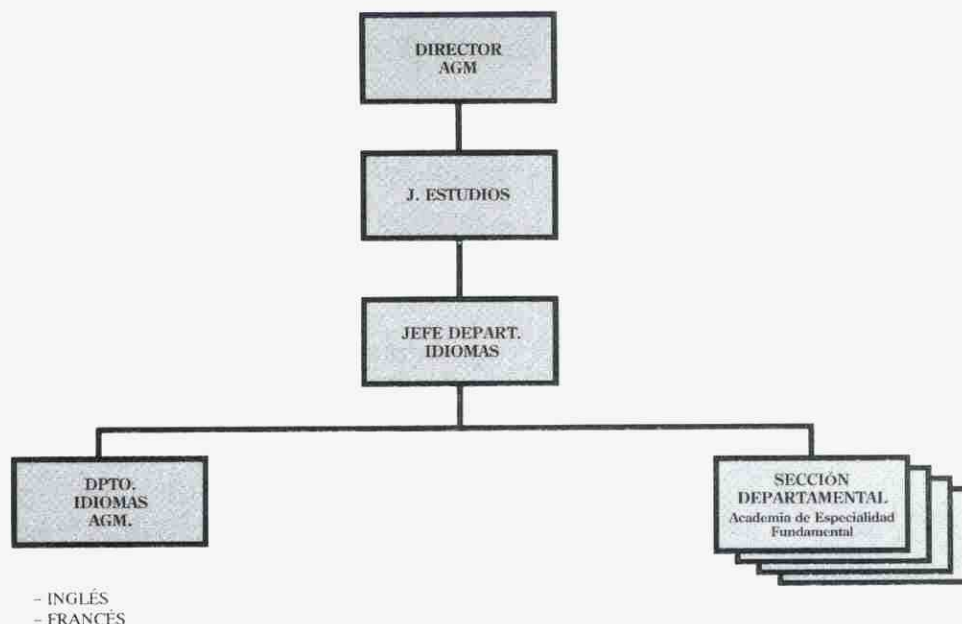 DIRECTOR
AGM
J. ESTUDIOS
JEFE DEPART.
IDIOMAS
DPTO.
IDIOMAS
AGM.
SECCIÓN
DEPARTAMENTAL
Academia de Especialidad
Fundamental
– INGLÉS
– FRANCÉS